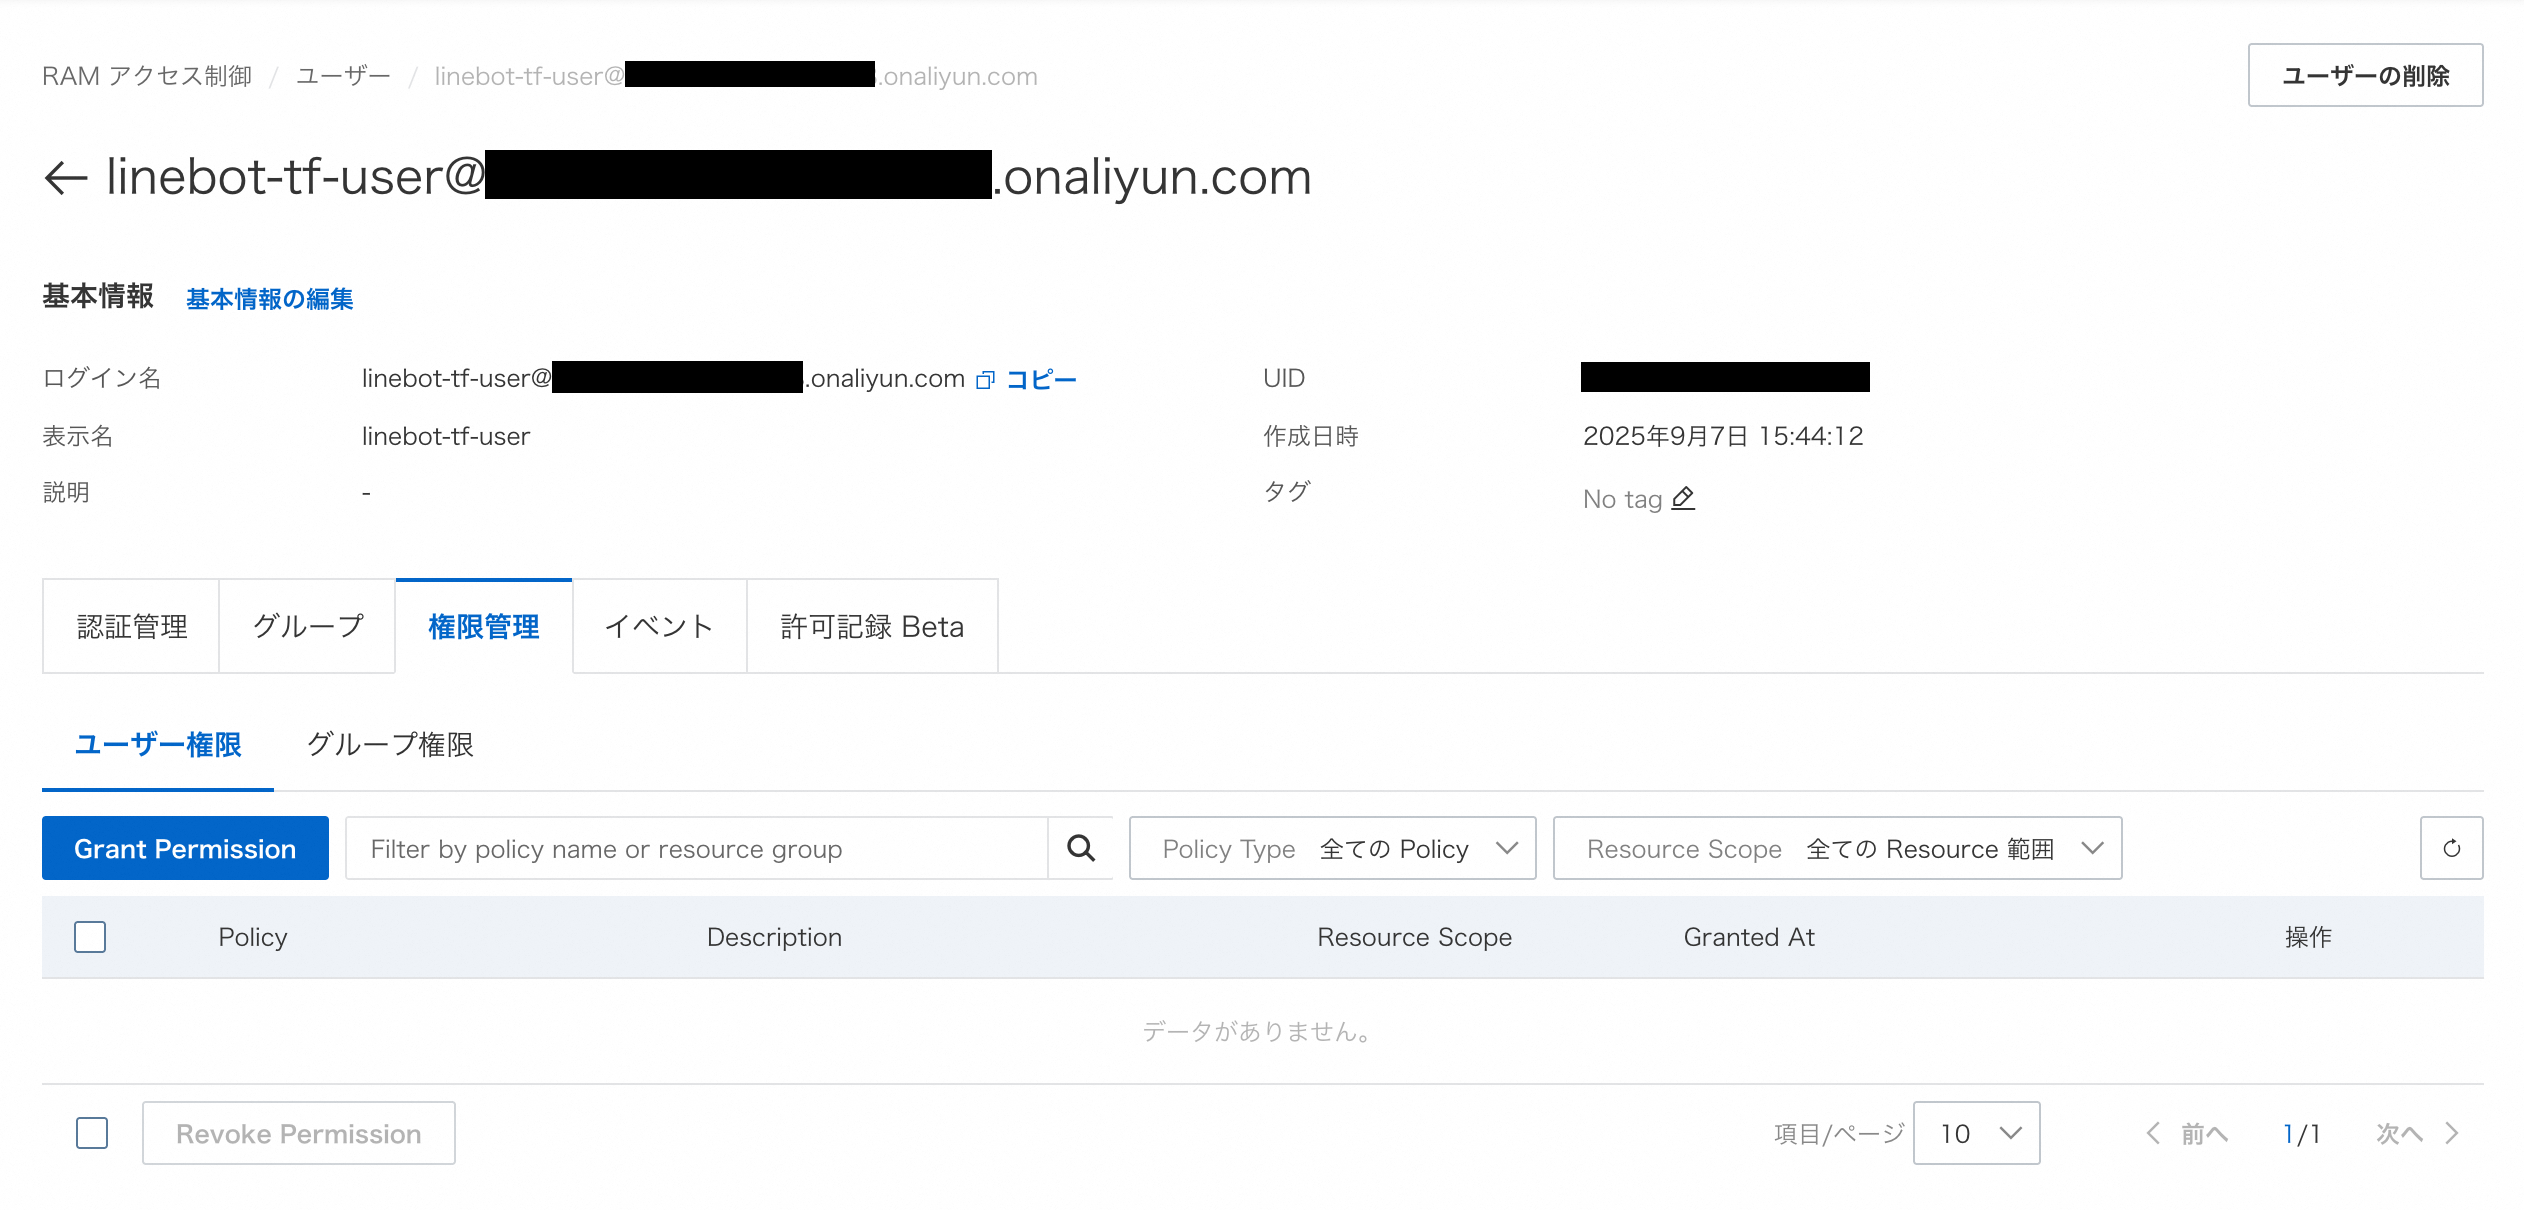 RAM アクセス制御 / ユーザー / linebot-tf-user@ .onaliyun.com
ユーザーの削除
linebot-tf-user@ .onaliyun.com
基本情報 基本情報の編集
ログイン名 linebot-tf-user@ .onaliyun.com コピー UID
表示名 linebot-tf-user 作成日時 2025年9月7日 15:44:12
説明 - タグ No tag
認証管理 グループ 権限管理 イベント 許可記録 Beta
ユーザー権限 グループ権限
Grant Permission Filter by policy name or resource group Policy Type 全ての Policy Resource Scope 全ての Resource 範囲
Policy Description Resource Scope Granted At 操作
データがありません。
Revoke Permission 項目/ページ 10 前へ 1/1 次へ